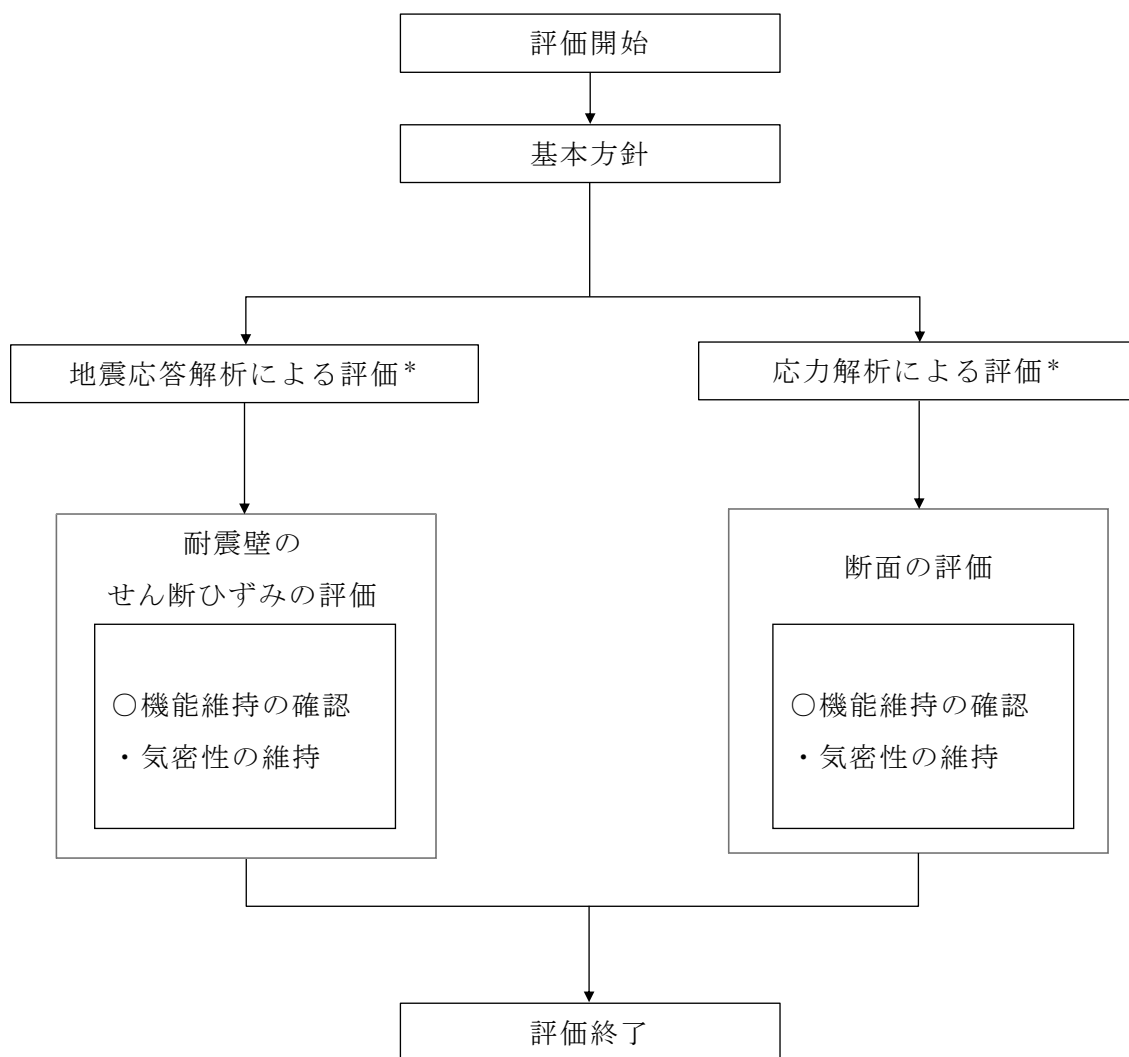 評価開始
基本方針
地震応答解析による評価*
応力解析による評価*
耐震壁の
せん断ひずみの評価
○機能維持の確認
・気密性の維持
断面の評価
○機能維持の確認
・気密性の維持
評価終了